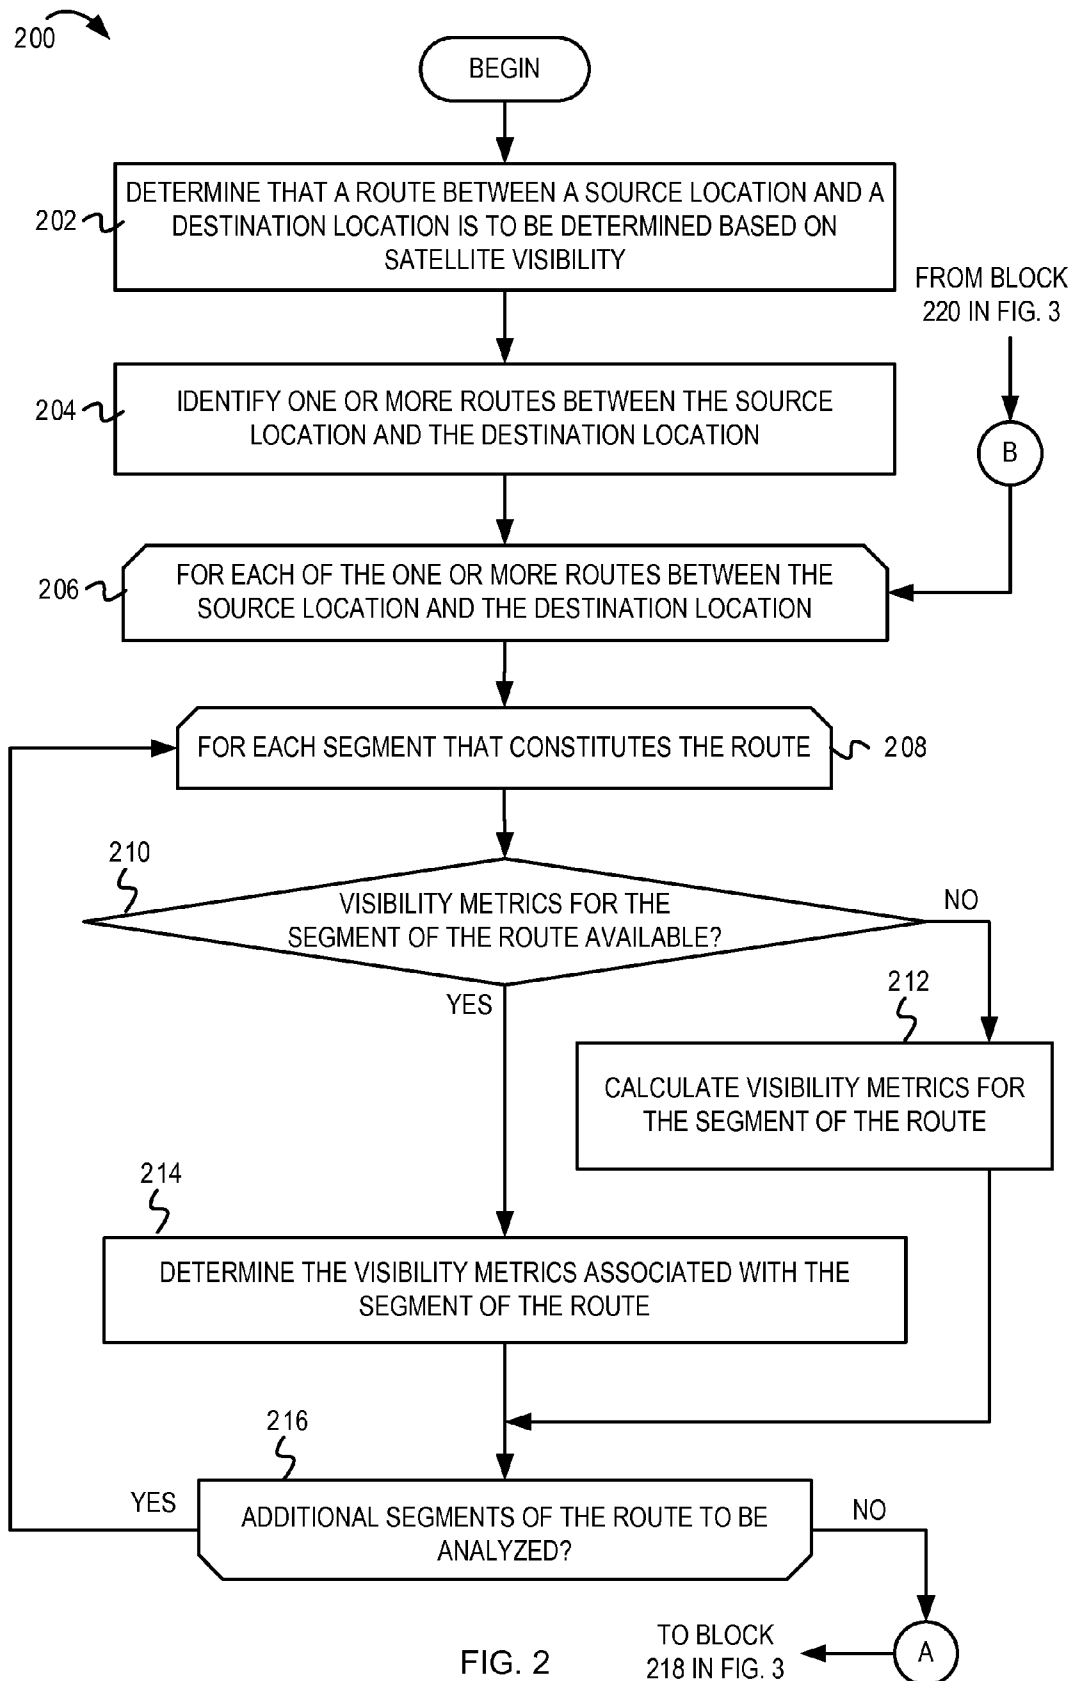 200
BEGIN
DETERMINE THAT A ROUTE BETWEEN A SOURCE LOCATION AND A
DESTINATION LOCATION IS TO BE DETERMINED BASED ON
SATELLITE VISIBILITY
202
FROM BLOCK
220 IN FIG. 3
IDENTIFY ONE OR MORE ROUTES BETWEEN THE SOURCE
LOCATION AND THE DESTINATION LOCATION
204
B
FOR EACH OF THE ONE OR MORE ROUTES BETWEEN THE
SOURCE LOCATION AND THE DESTINATION LOCATION
206
FOR EACH SEGMENT THAT CONSTITUTES THE ROUTE
208
210
VISIBILITY METRICS FOR THE
SEGMENT OF THE ROUTE AVAILABLE?
NO
YES
212
CALCULATE VISIBILITY METRICS FOR
THE SEGMENT OF THE ROUTE
214
DETERMINE THE VISIBILITY METRICS ASSOCIATED WITH THE
SEGMENT OF THE ROUTE
216
YES
ADDITIONAL SEGMENTS OF THE ROUTE TO BE
ANALYZED?
NO
TO BLOCK
218 IN FIG. 3
A
FIG. 2